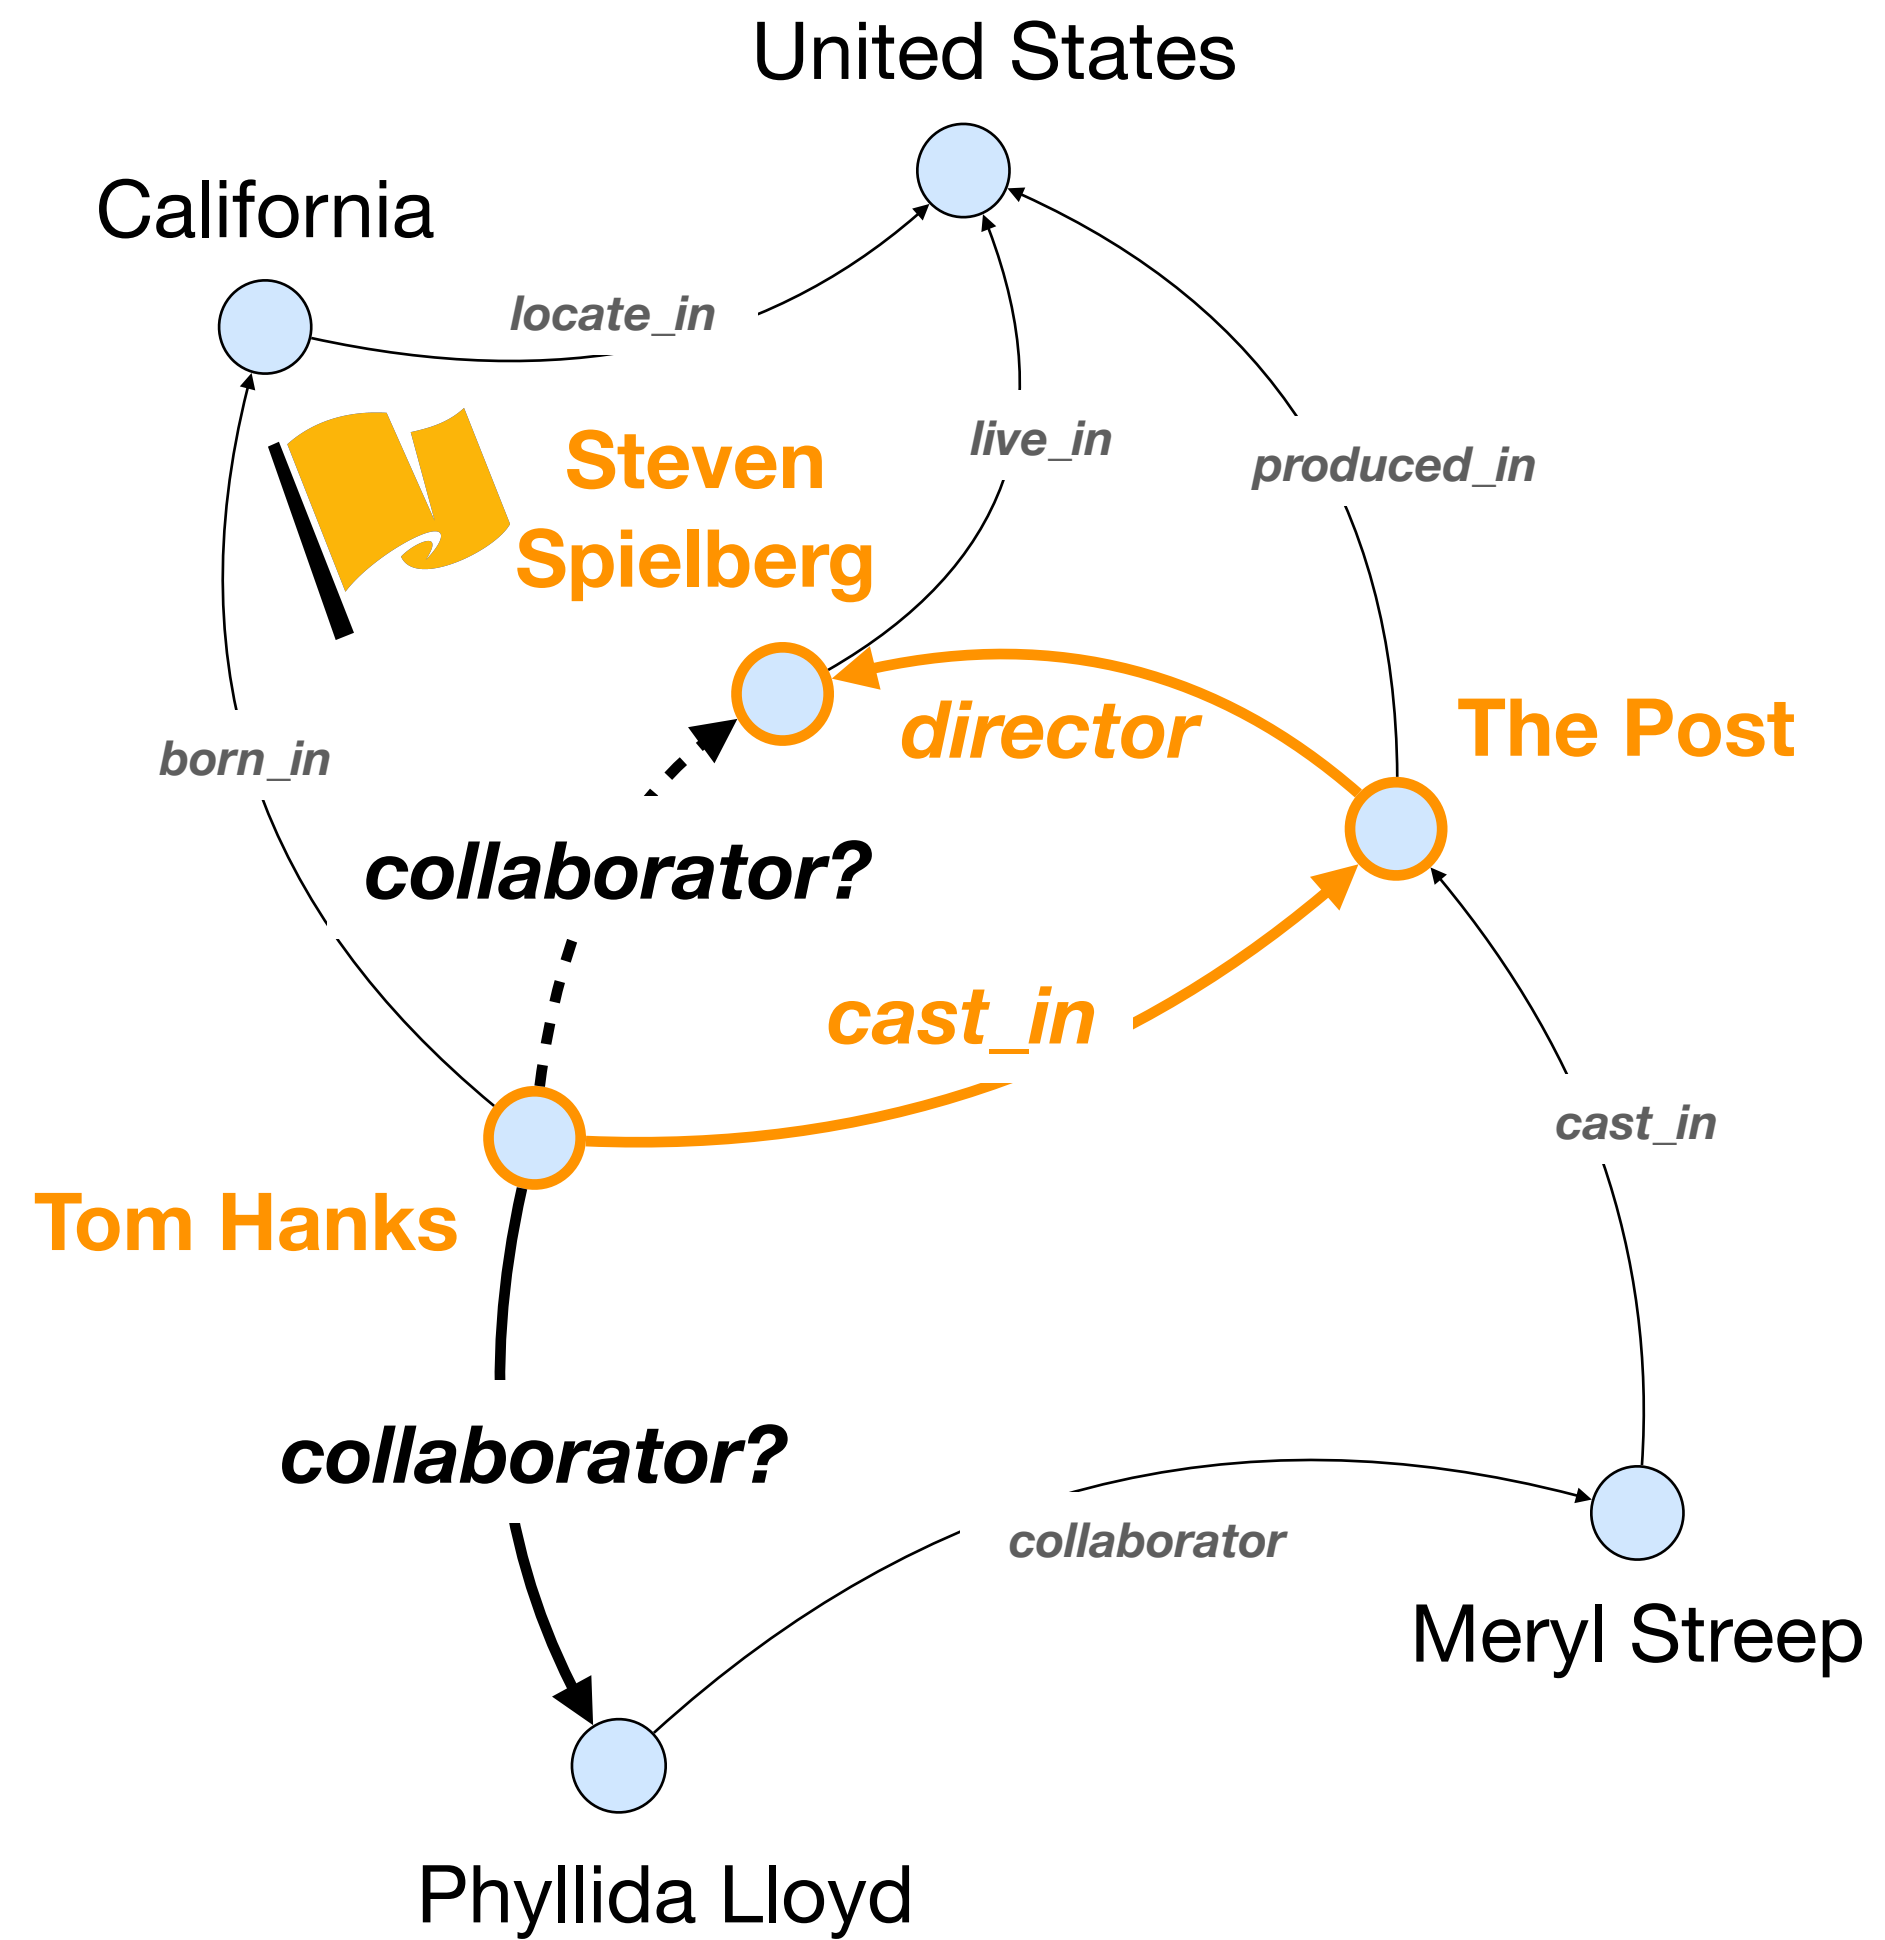 United States
California
locate_in
live_in
produced_in
Steven
Spielberg
director
The Post
born_in
collaborator?
cast_in
cast_in
Tom Hanks
collaborator?
collaborator
Meryl Streep
Phyllida Lloyd